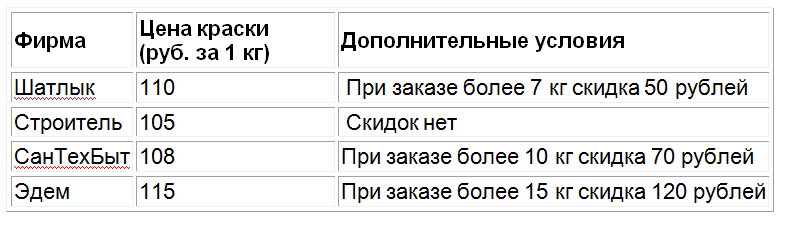 Фирма Цена краски (руб. за 1 кг) Дополнительные условия
Шатлык 110 При заказе более 7 кг скидка 50 рублей
Строитель 105 Скидок нет
СанТехБыт 108 При заказе более 10 кг скидка 70 рублей
Эдем 115 При заказе более 15 кг скидка 120 рублей